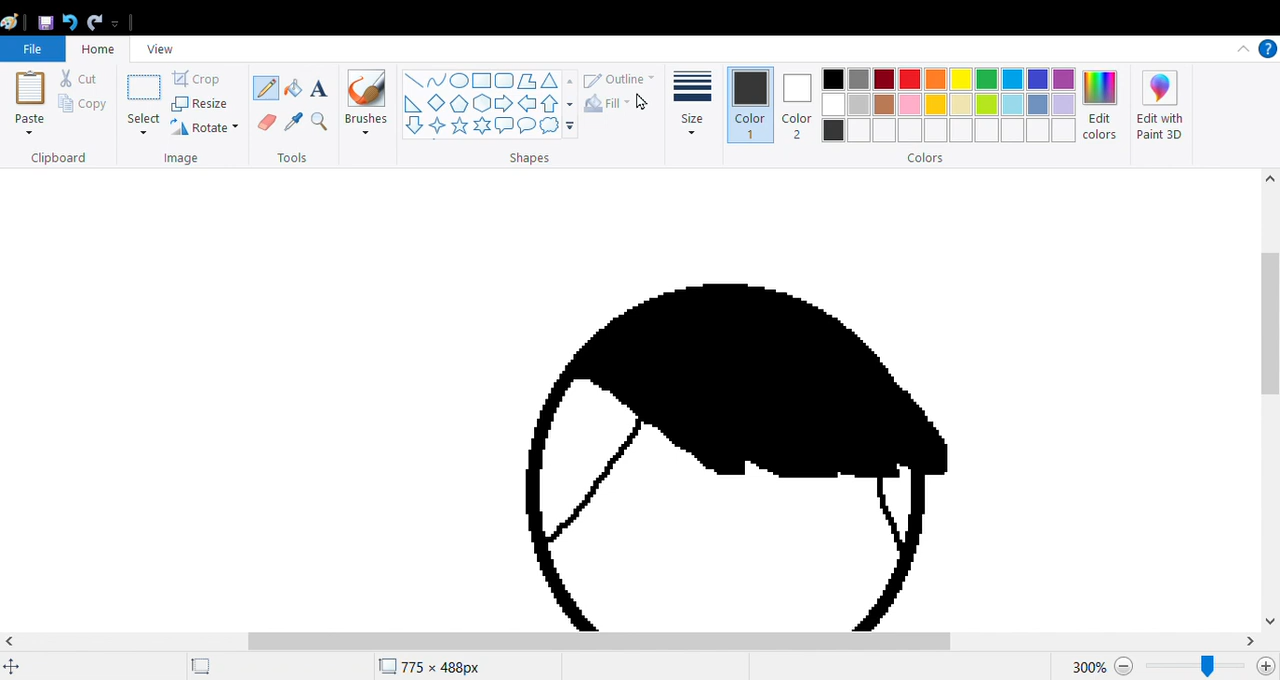 File Home View
Paste
Cut
Copy
Clipboard
Select
Crop
Resize
Rotate
Image
A
Tools
Brushes
Shapes
Outline
Fill
Size
Color
1
Color
2
Colors
Edit
colors
Edit with
Paint 3D
?
775 × 488px
300%